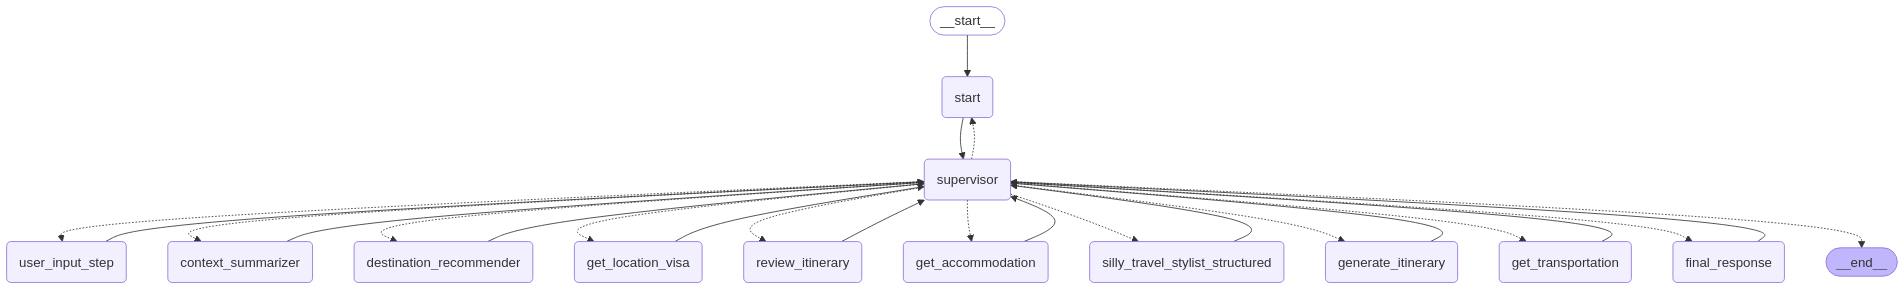 __start__
start
supervisor
user_input_step
context_summarizer
destination_recommender
get_location_visa
review_itinerary
get_accommodation
silly_travel_stylist_structured
generate_itinerary
get_transportation
final_response
__end__